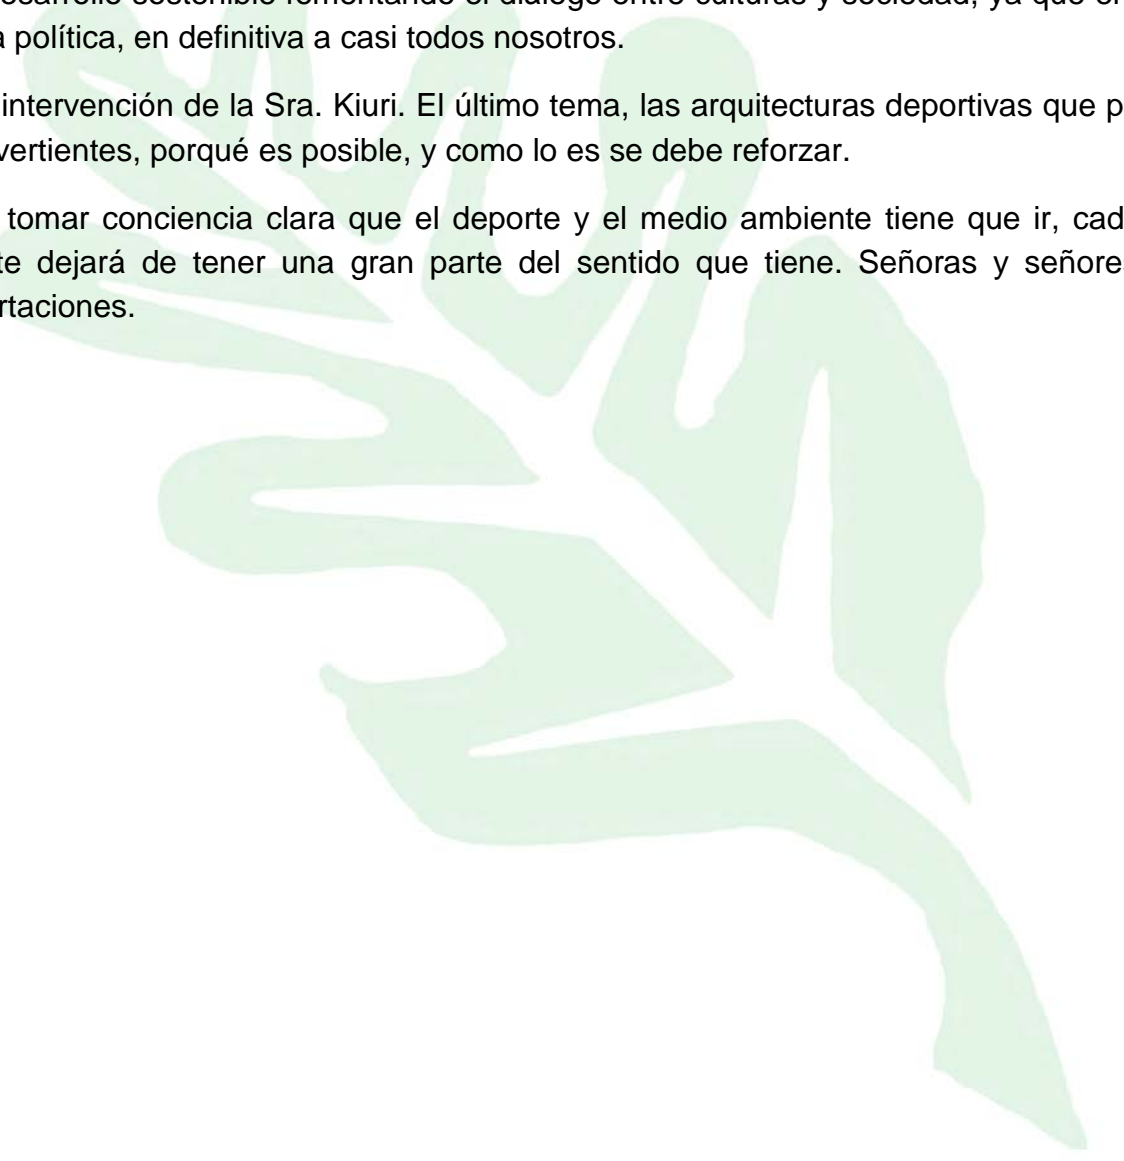 desarrollo sostenible fomentando el diálogo entre culturas y sociedad, ya que
a política, en definitiva a casi todos nosotros.
intervención de la Sra. Kiuri. El último tema, las arquitecturas deportivas que p
vertientes, porqué es posible, y como lo es se debe reforzar.
tomar conciencia clara que el deporte y el medio ambiente tiene que ir, cad
te dejará de tener una gran parte del sentido que tiene. Señoras y señore
rtaciones.